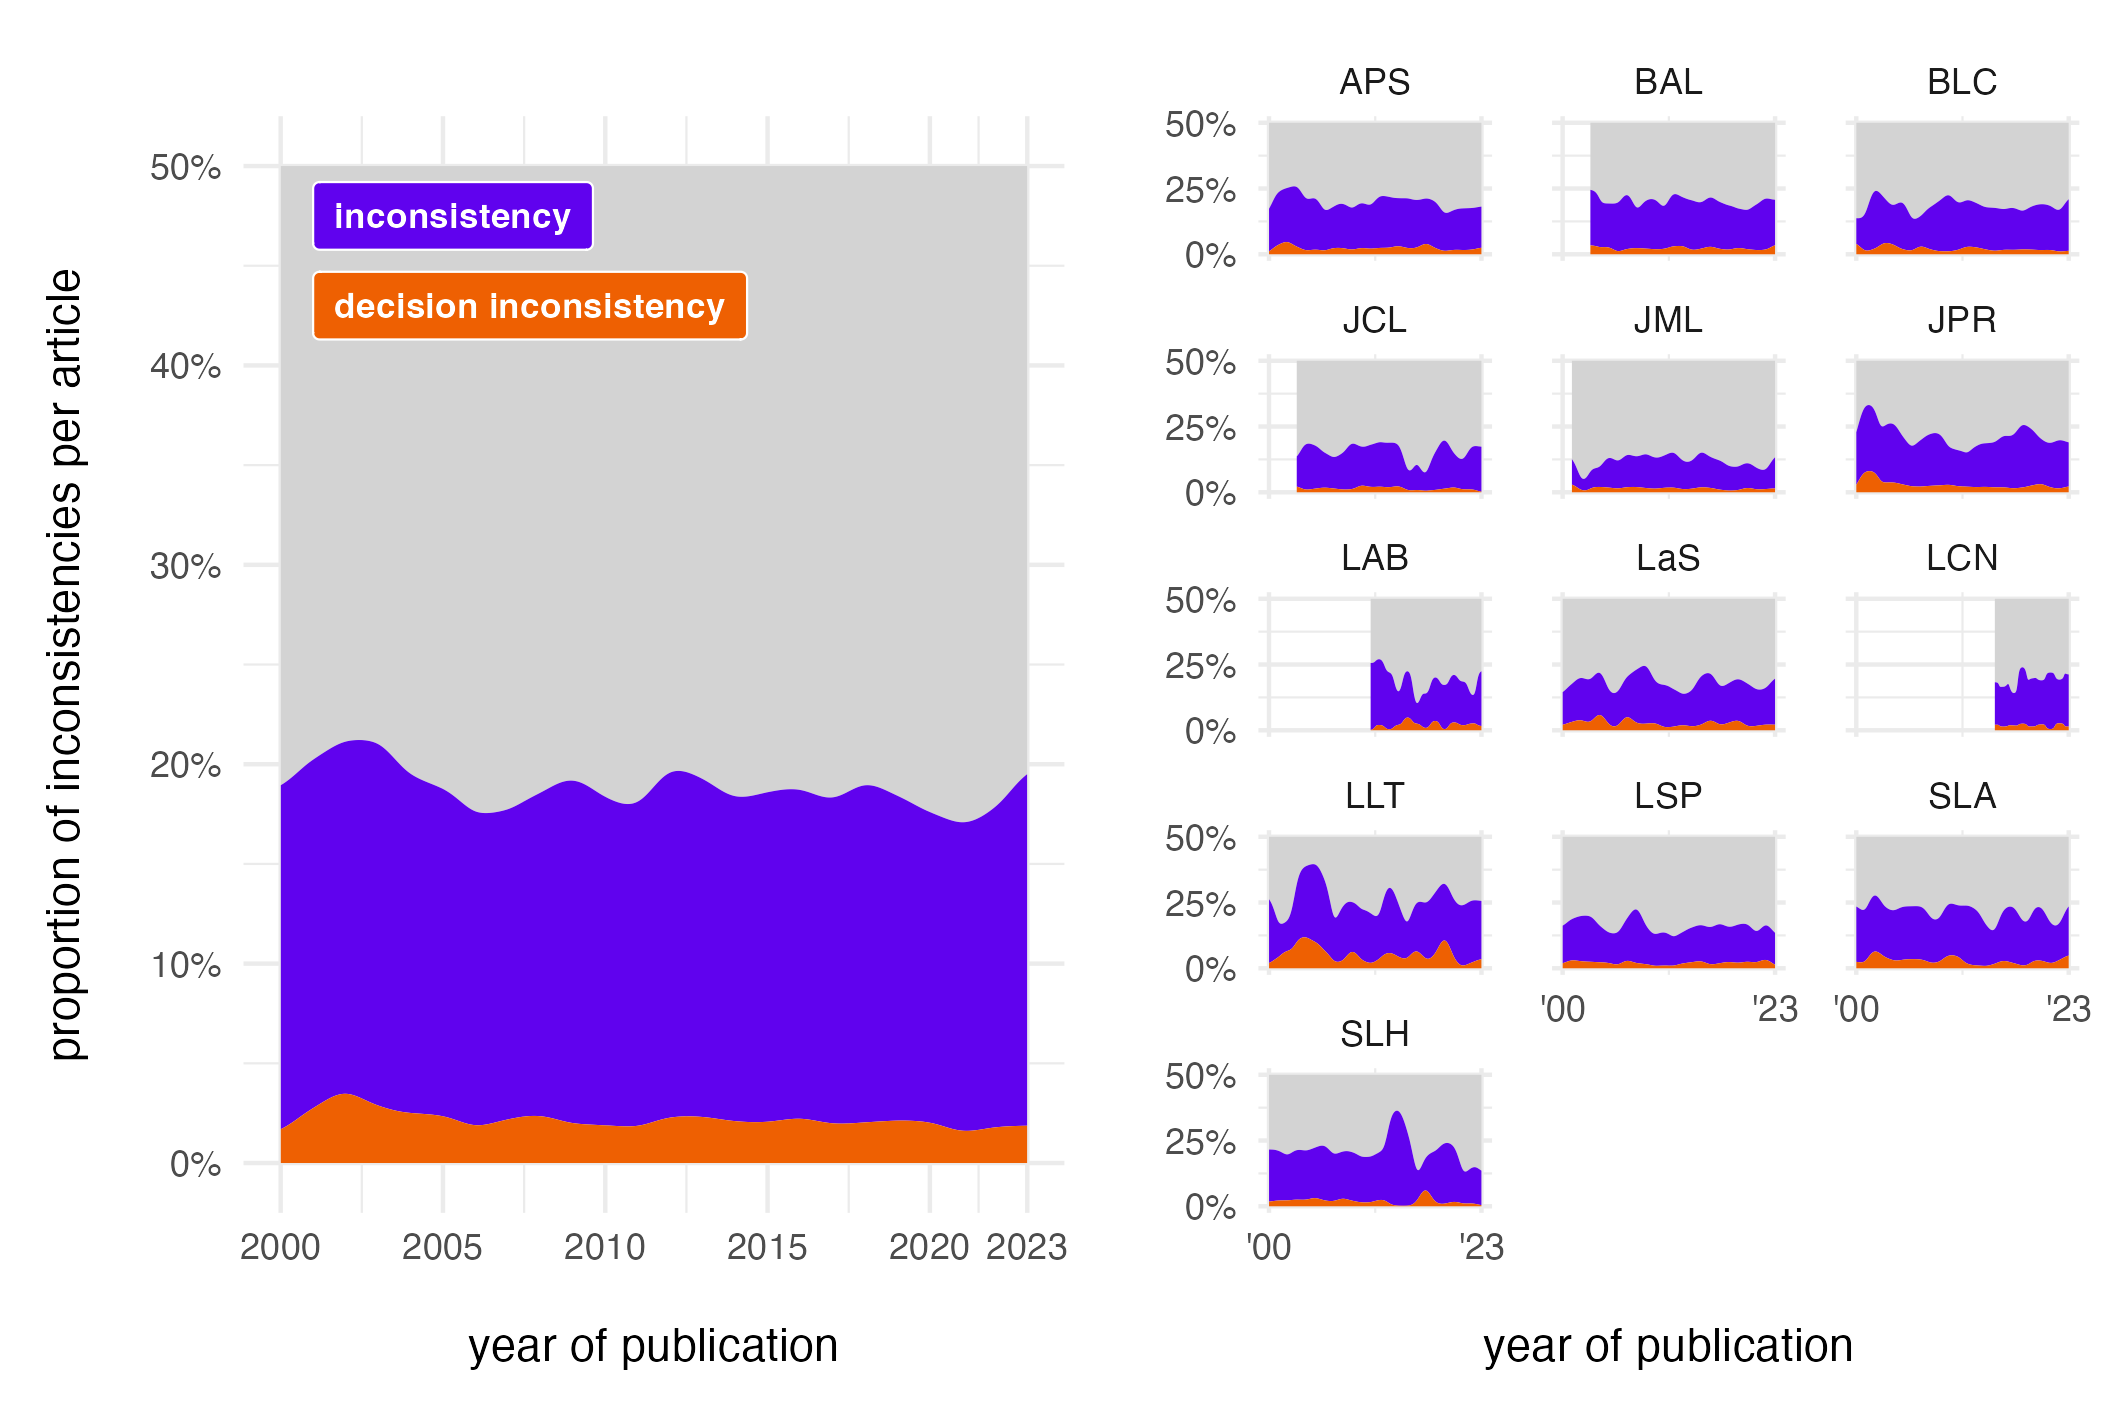 proportion of inconsistencies per article
50%
40%
30%
20%
10%
0%
inconsistency
decision inconsistency
2000 2005 2010 2015 2020 2023
year of publication
APS BAL BLC
50%
25%
0%
JCL JML JPR
50%
25%
0%
LAB LaS LCN
50%
25%
0%
LLT LSP SLA
50%
25%
0%
'00 '23 '00 '23
SLH
50%
25%
0%
'00 '23
year of publication